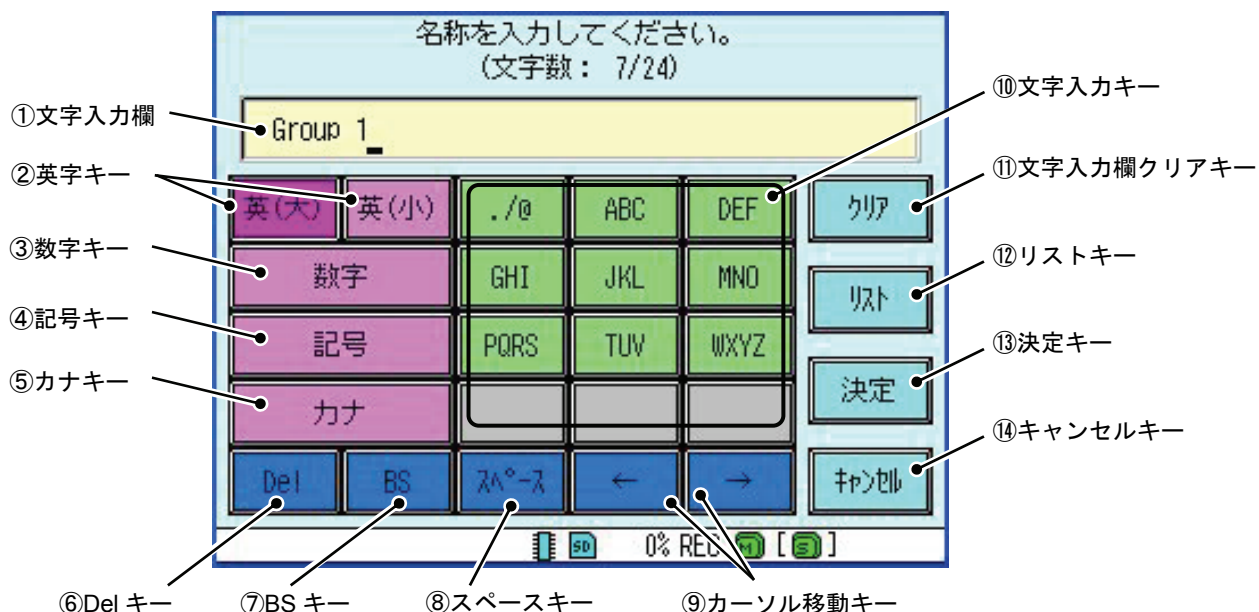 名称を入力してください。
(文字数: 7/24)
①文字入力欄
Group 1
⑩文字入力キー
②英字キー
英(大) 英(小) ./@ ABC DEF クリア
⑪文字入力欄クリアキー
③数字キー
数字 GHI JKL MNO リスト
⑫リストキー
④記号キー
記号 PQRS TUV WXYZ
⑬決定キー
⑤カナキー
カナ 決定
⑭キャンセルキー
Del BS スペース ← → キャンセル
SD 0% REC M [S]
⑥Del キー ⑦BS キー ⑧スペースキー ⑨カーソル移動キー